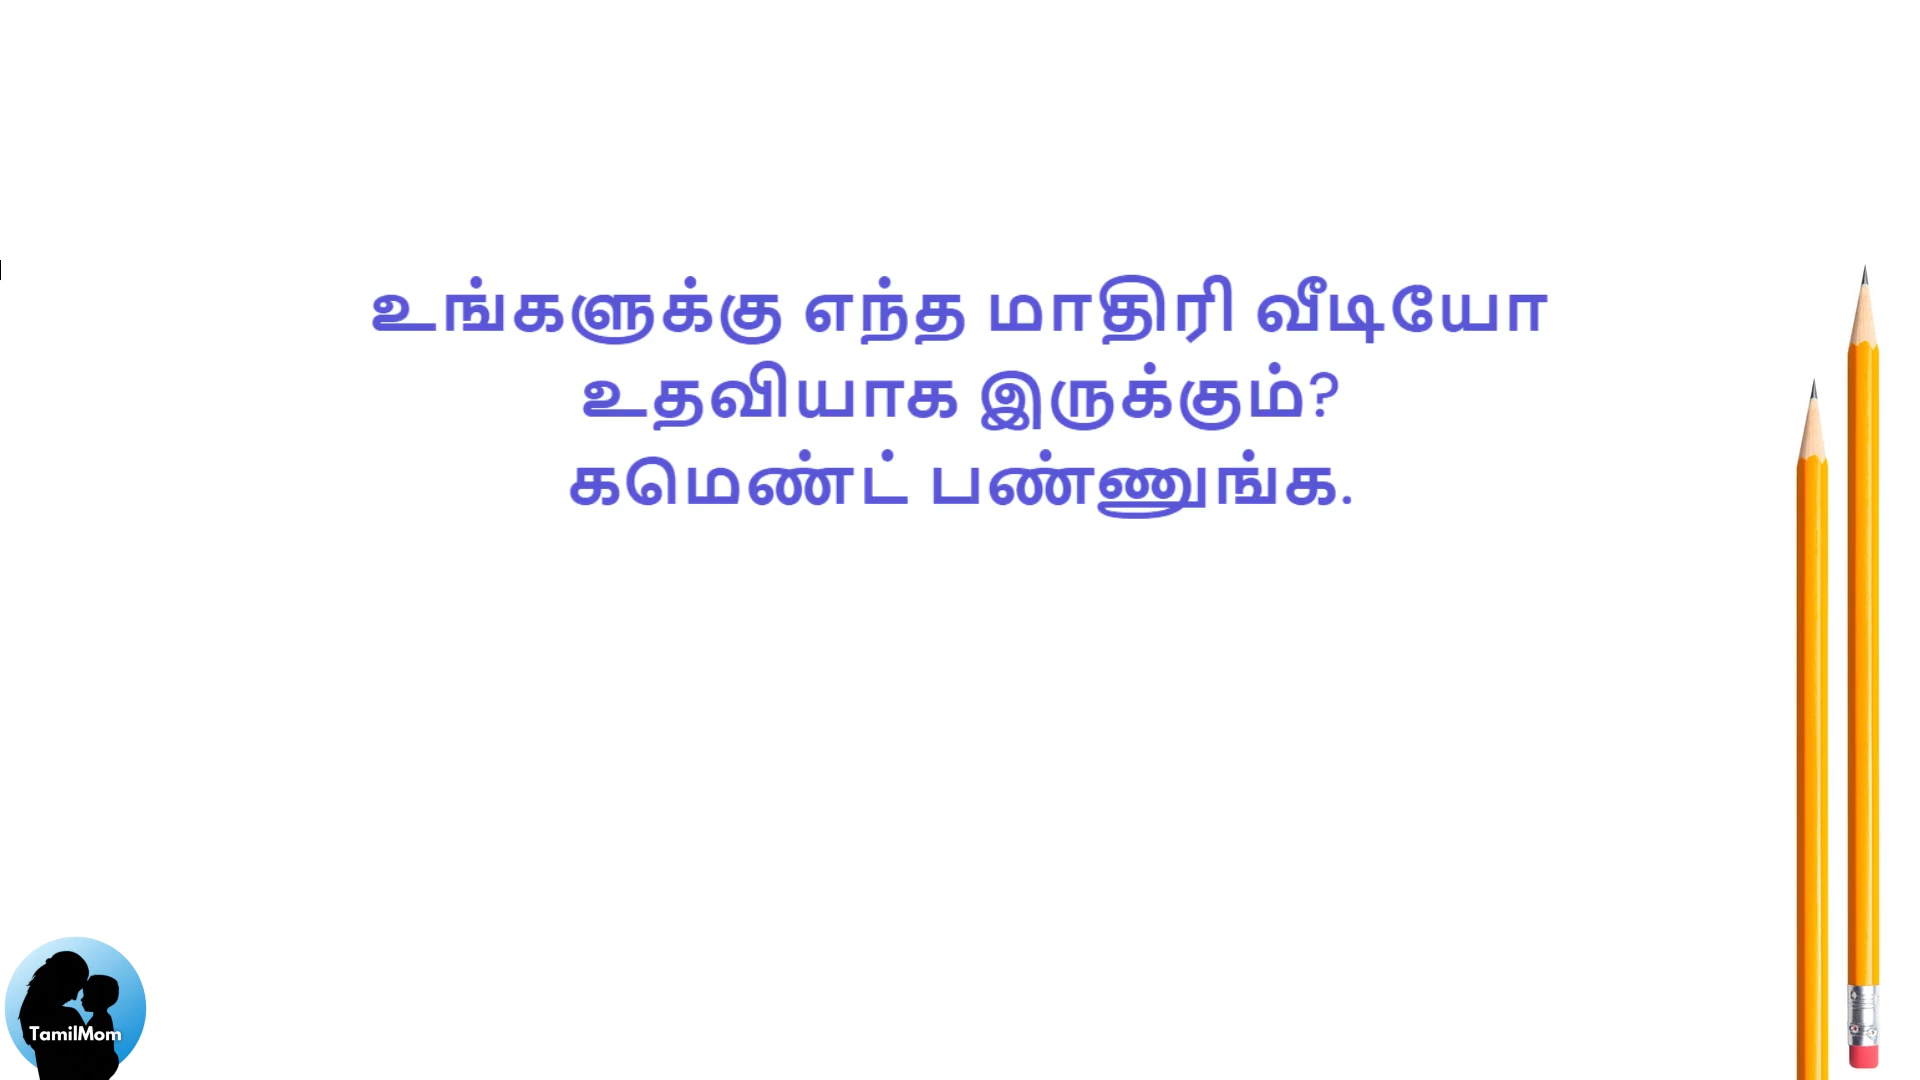 உங்களுக்கு எந்த மாதிரி வீடியோ
உதவியாக இருக்கும்?
கமெண்ட் பண்ணுங்க.
TamilMom